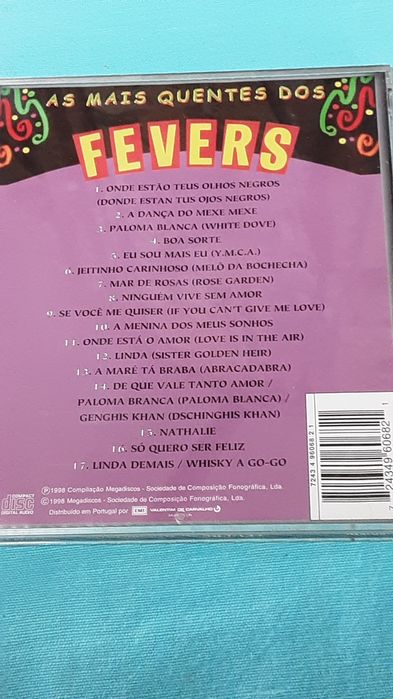 AS MAIS QUENTES DOS
FEVERS
1. ONDE ESTÃO TEUS OLHOS NEGROS
(DONDE ESTAN TUS OJOS NEGROS)
2. A DANÇA DO MEXE MEXE
3. PALOMA BLANCA (WHITE DOVE)
4. BOA SORTE
5. EU SOU MAIS EU (Y.M.C.A.)
6. JEITINHO CARINHOSO (MELÔ DA BOCHECHA)
7. MAR DE ROSAS (ROSE GARDEN)
8. NINGUÉM VIVE SEM AMOR
9. SE VOCÊ ME QUISER (IF YOU CAN'T GIVE ME LOVE)
10. A MENINA DOS MEUS SONHOS
11. ONDE ESTÁ O AMOR (LOVE IS IN THE AIR)
12. LINDA (SISTER GOLDEN HEIR)
13. A MARÉ TÁ BRABA (ABRACADABRA)
14. DE QUE VALE TANTO AMOR /
PALOMA BRANCA (PALOMA BLANCA) /
GENGHIS KHAN (DSCHINGHIS KHAN)
15. NATHALIE
16. SÓ QUERO SER FELIZ
17. LINDA DEMAIS / WHISKY A GO-GO
7243 4 96068 2 1
7 24349 60682 1
COMPACT
disc
DIGITAL AUDIO
Ⓟ1998 Compilação Megadiscos - Sociedade de Composição Fonográfica, Lda.
©1998 Megadiscos - Sociedade de Composição Fonográfica, Lda.
Distribuído em Portugal por EMI VALENTIM DE CARVALHO